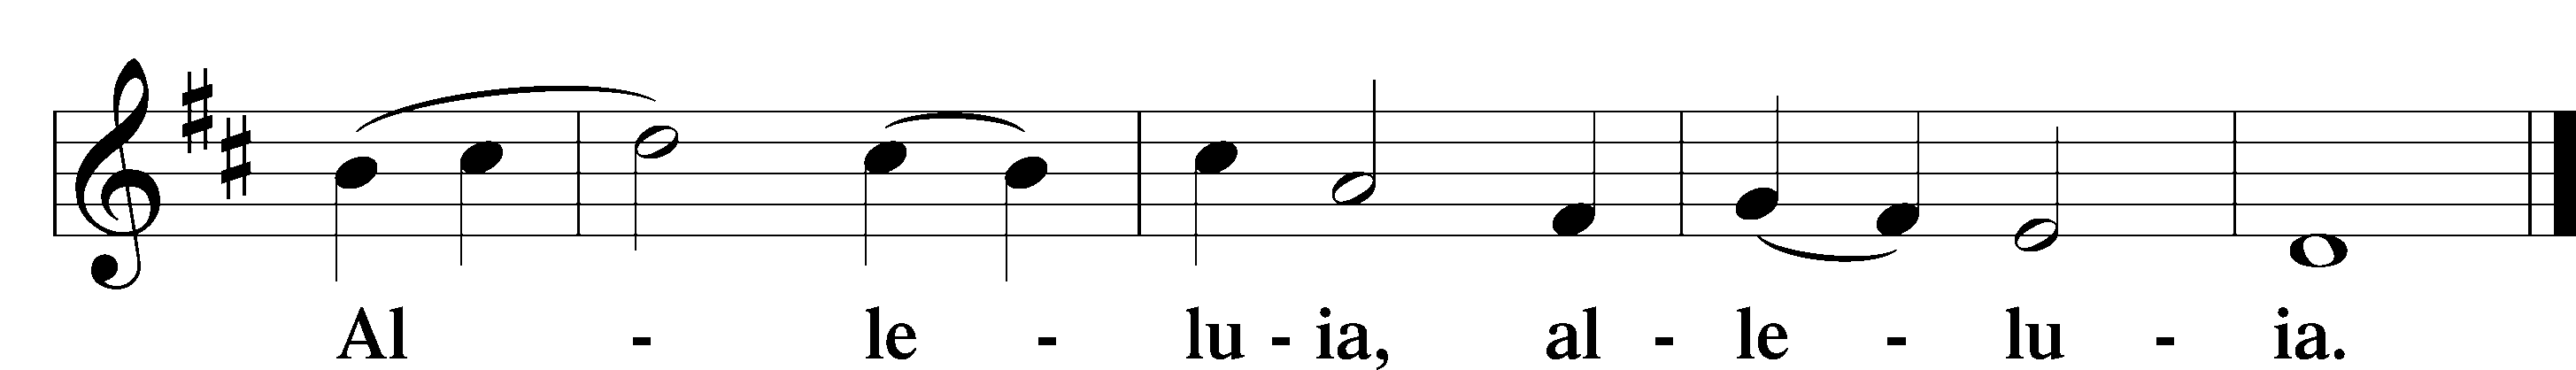 Al - le - lu - ia, al - le - lu - ia.